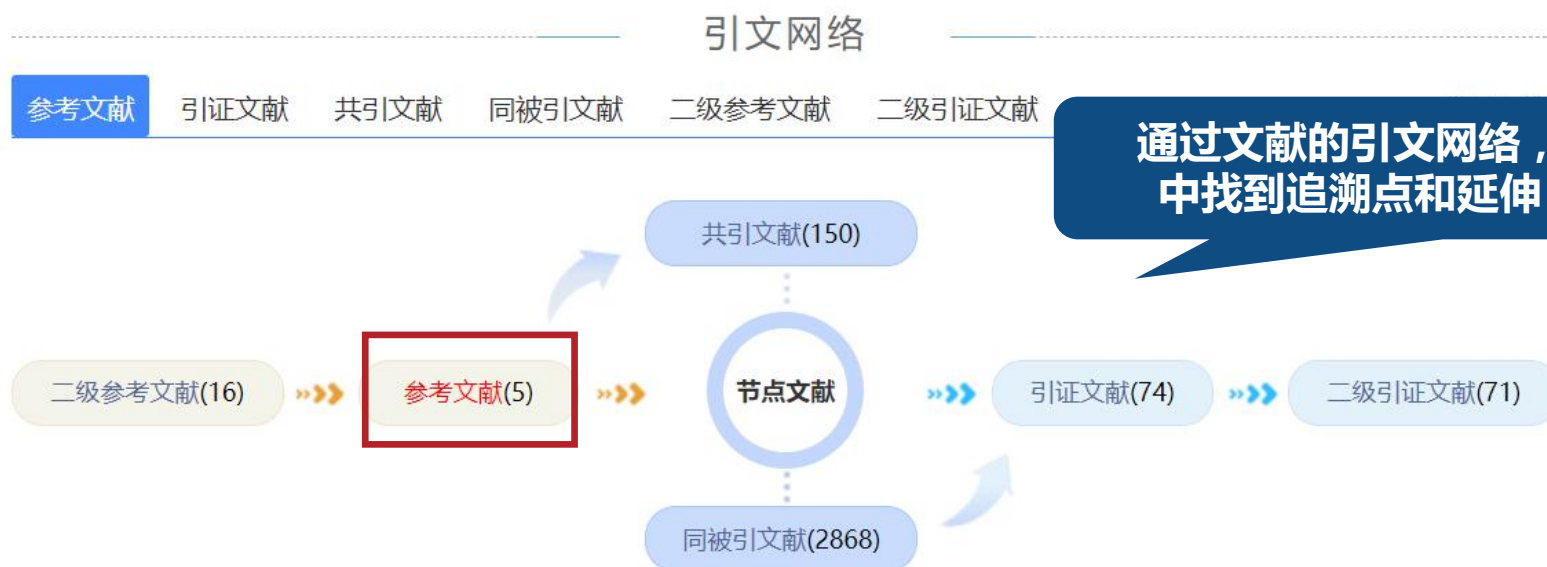 引文网络
参考文献 引证文献 共引文献 同被引文献 二级参考文献 二级引证文献
通过文献的引文网络，
中找到追溯点和延伸
共引文献(150)
二级参考文献(16) 参考文献(5) 节点文献 引证文献(74) 二级引证文献(71)
同被引文献(2868)